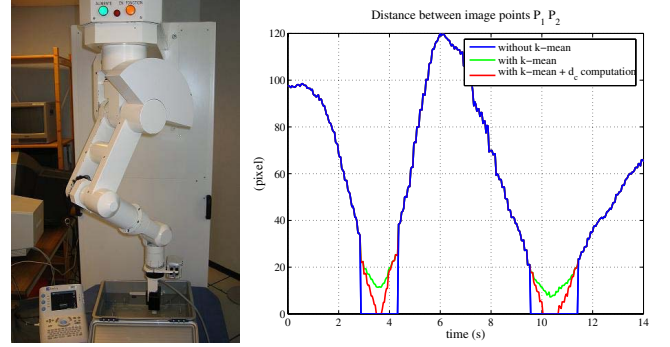 Distance between image points P₁ P₂
without k−mean
with k−mean
with k−mean + d_c computation
120
100
80
60
40
20
0
(pixel)
0 2 4 6 8 10 12 14
time (s)